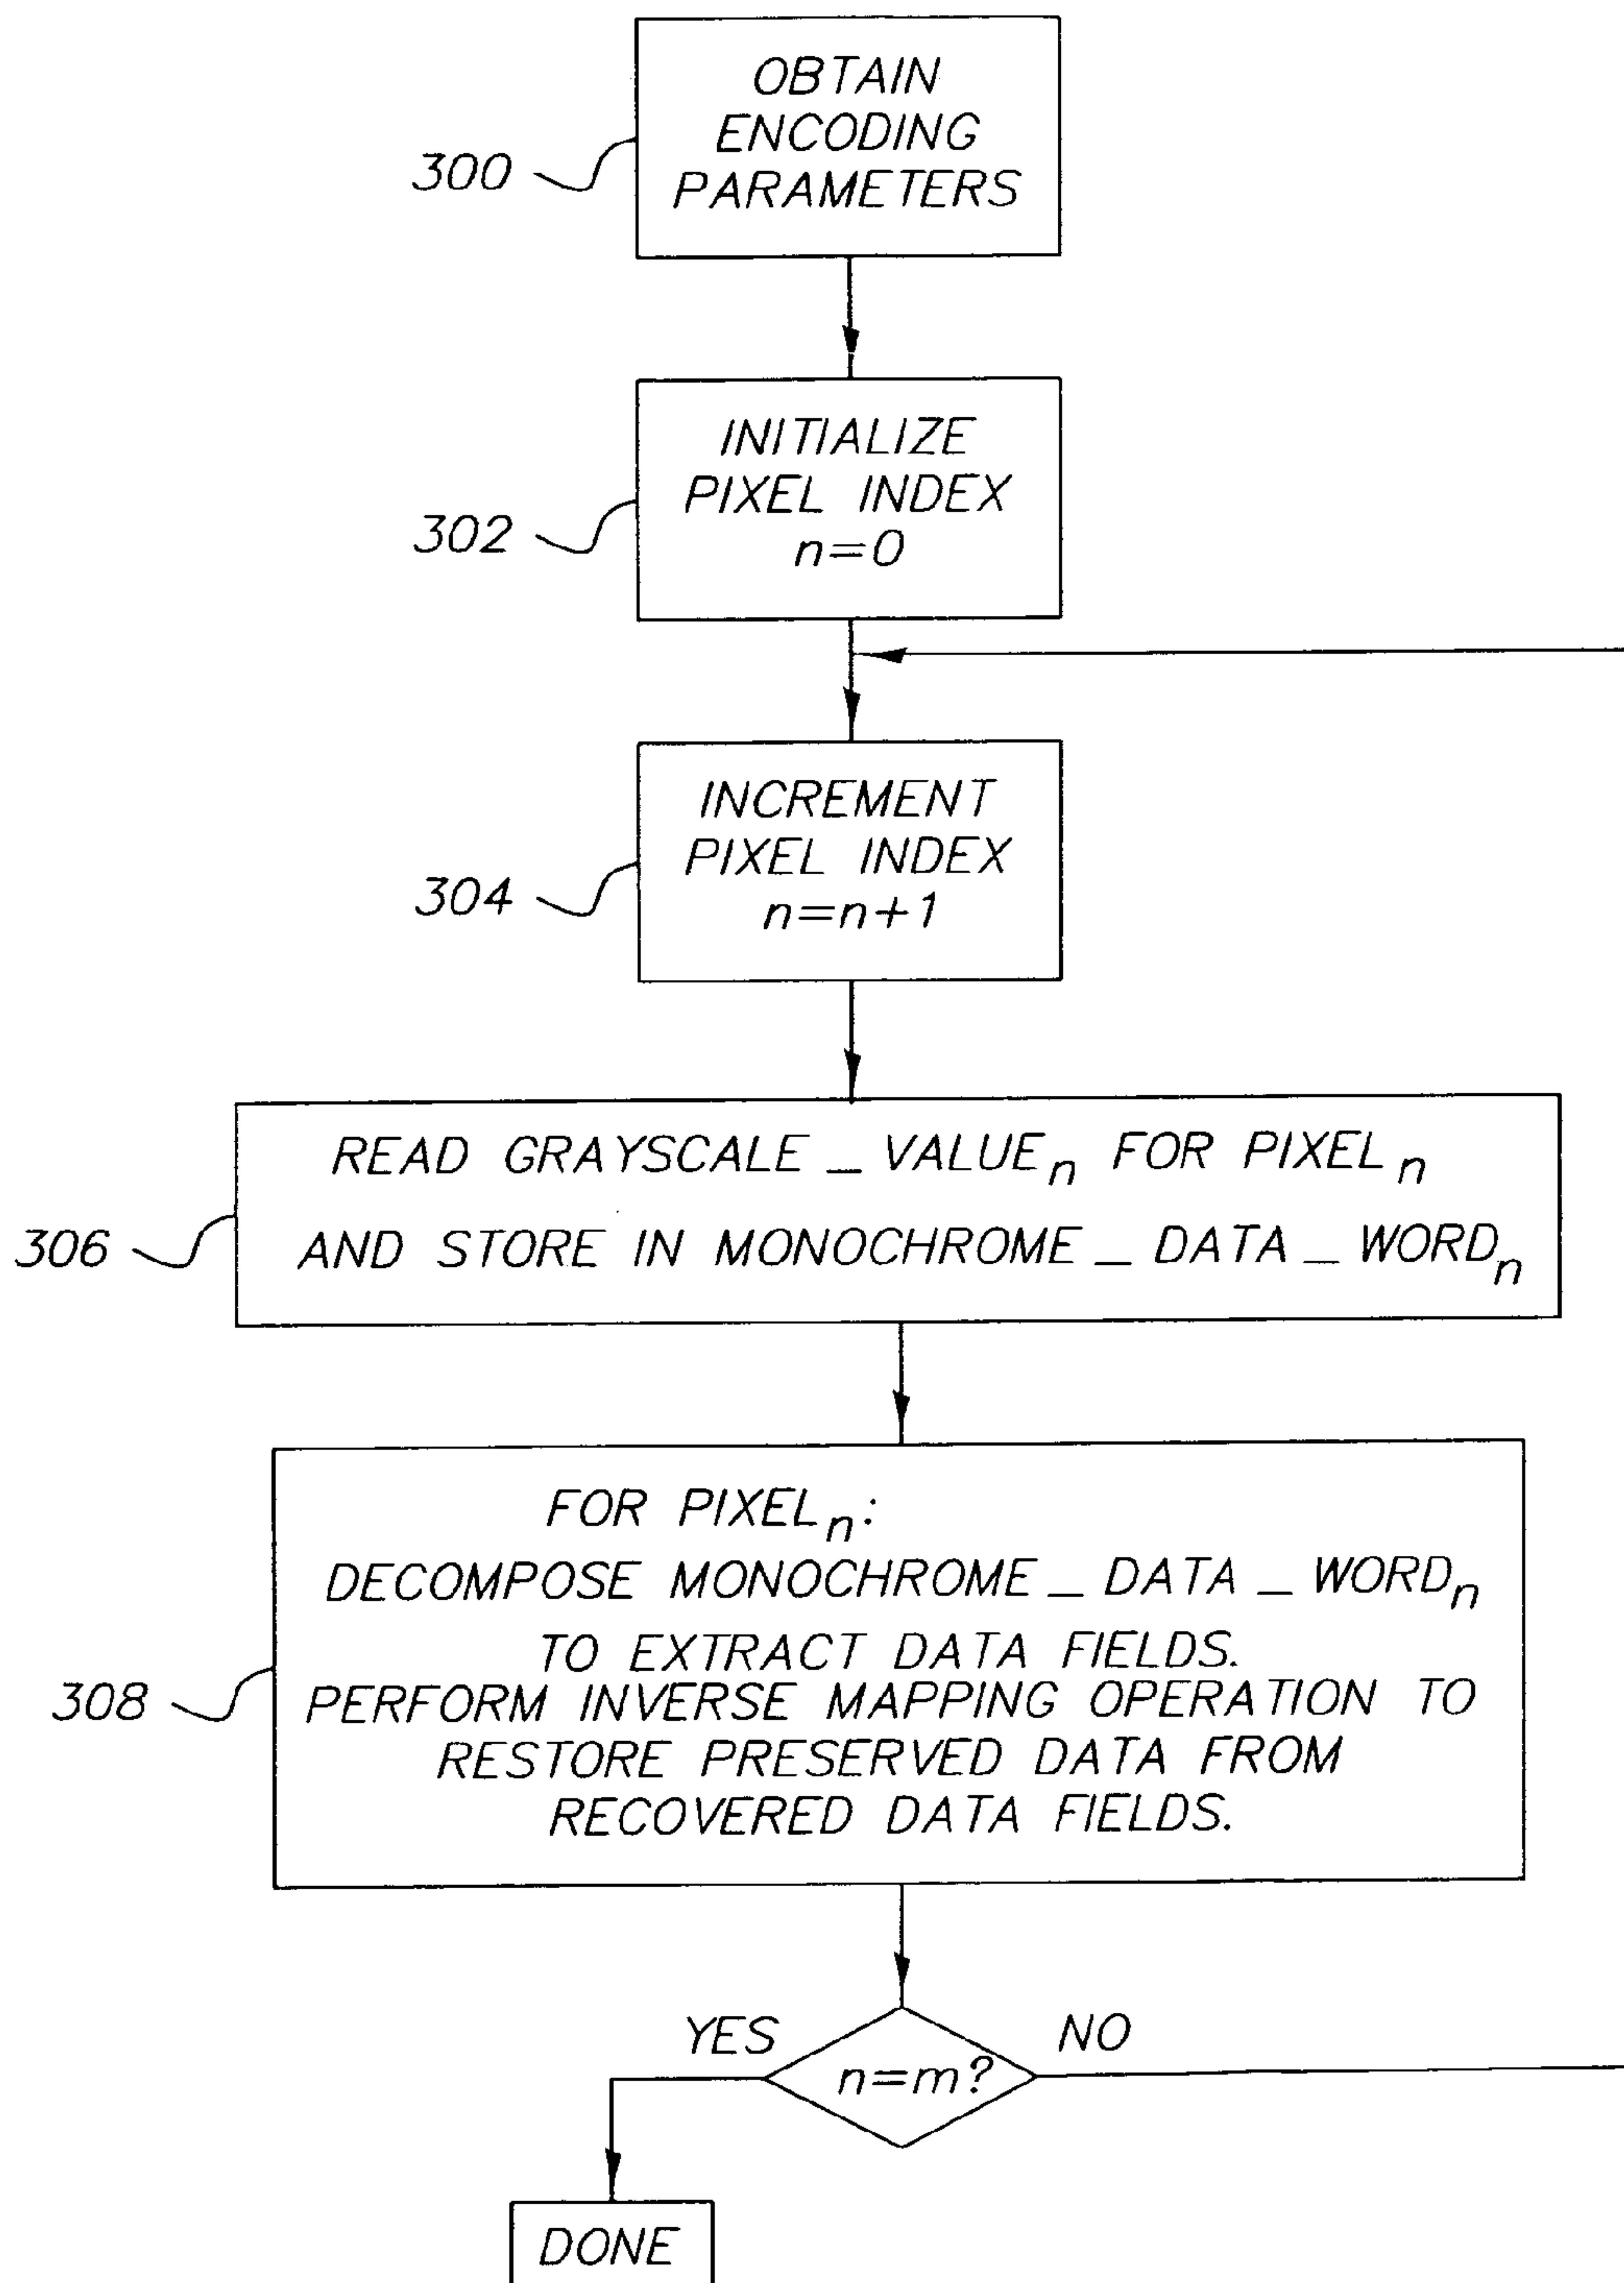 OBTAIN
ENCODING
PARAMETERS
300
INITIALIZE
PIXEL INDEX
n=0
302
INCREMENT
PIXEL INDEX
n=n+1
304
READ GRAYSCALE_VALUEn FOR PIXELn
AND STORE IN MONOCHROME_DATA_WORDn
306
FOR PIXELn:
DECOMPOSE MONOCHROME_DATA_WORDn
TO EXTRACT DATA FIELDS.
PERFORM INVERSE MAPPING OPERATION TO
RESTORE PRESERVED DATA FROM
RECOVERED DATA FIELDS.
308
YES
n=m?
NO
DONE